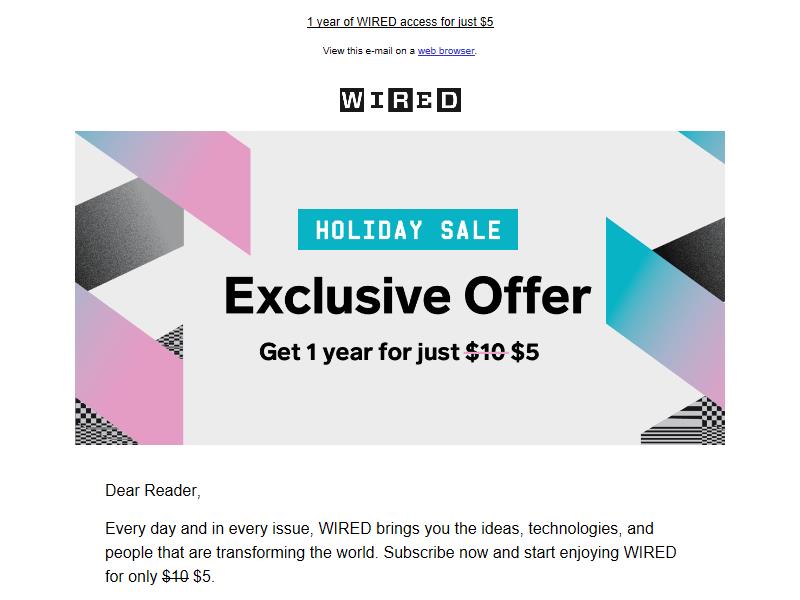 1 year of WIRED access for just $5
View this e-mail on a web browser.
WIRED
HOLIDAY SALE
Exclusive Offer
Get 1 year for just $10 $5
Dear Reader,
Every day and in every issue, WIRED brings you the ideas, technologies, and
people that are transforming the world. Subscribe now and start enjoying WIRED
for only $10 $5.